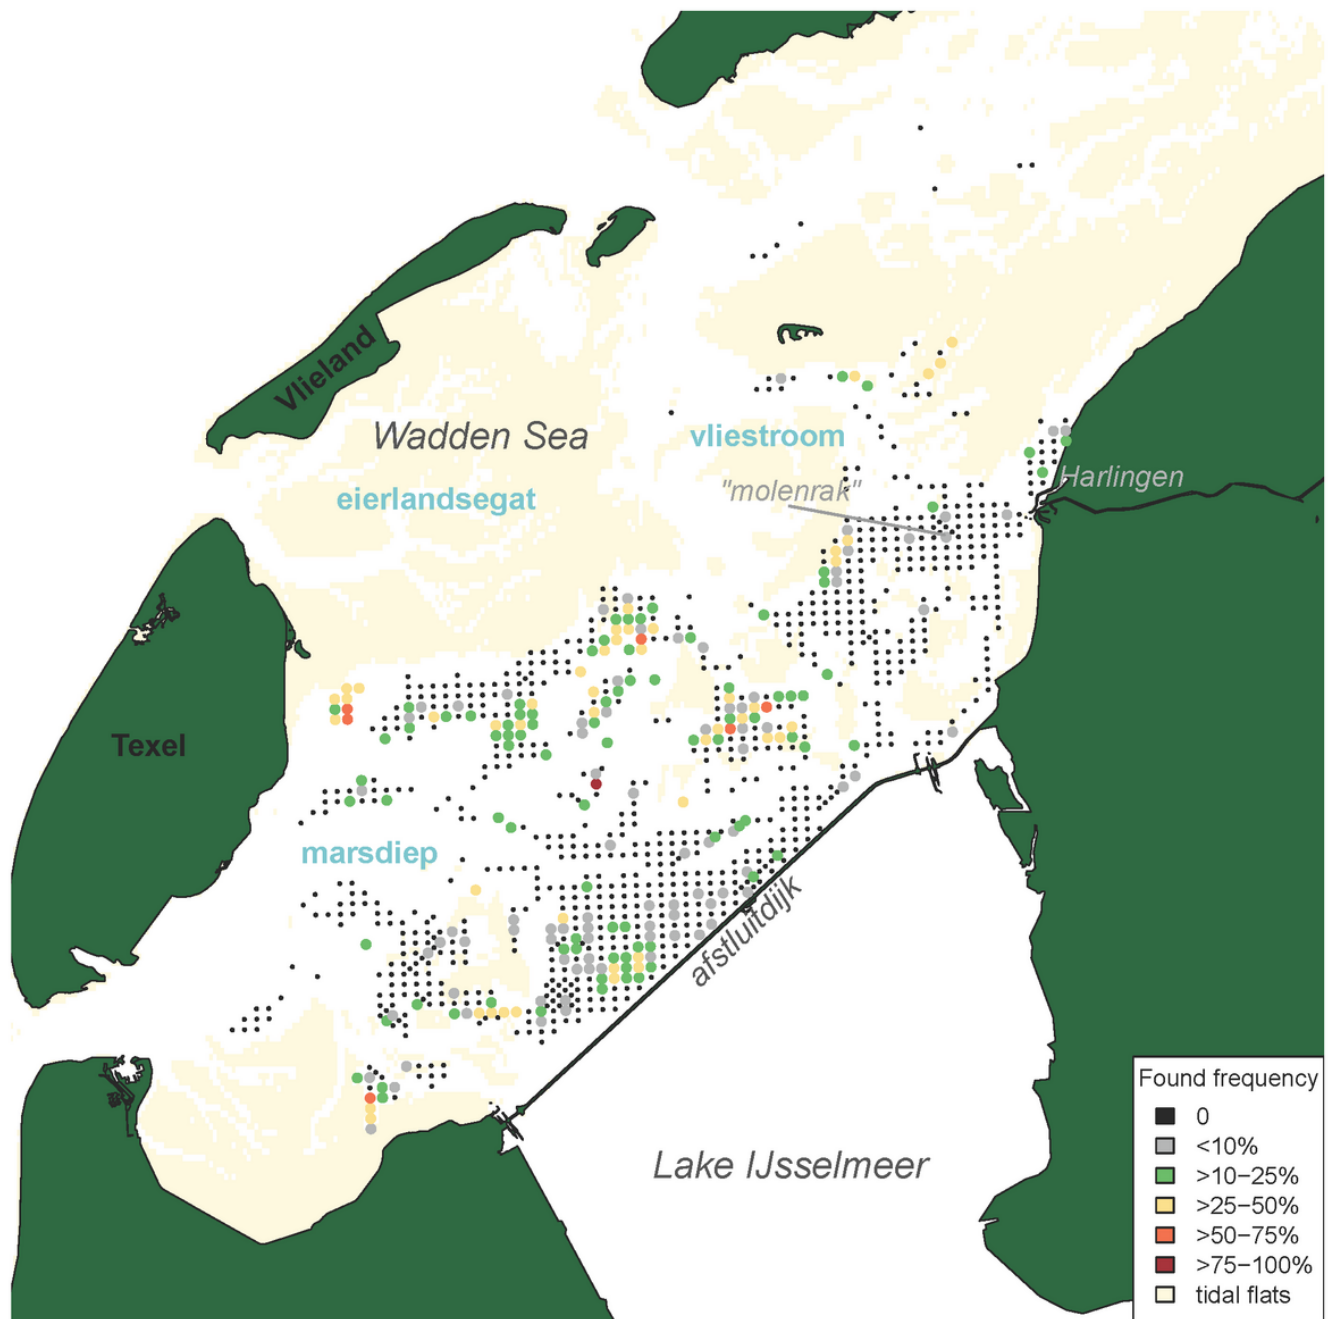 Vlieland
Wadden Sea
vliestroom
"molenrak"
Harlingen
eierlandsegat
Texel
marsdiep
afstluitdijk
Lake IJsselmeer
Found frequency
0
<10%
>10−25%
>25−50%
>50−75%
>75−100%
tidal flats